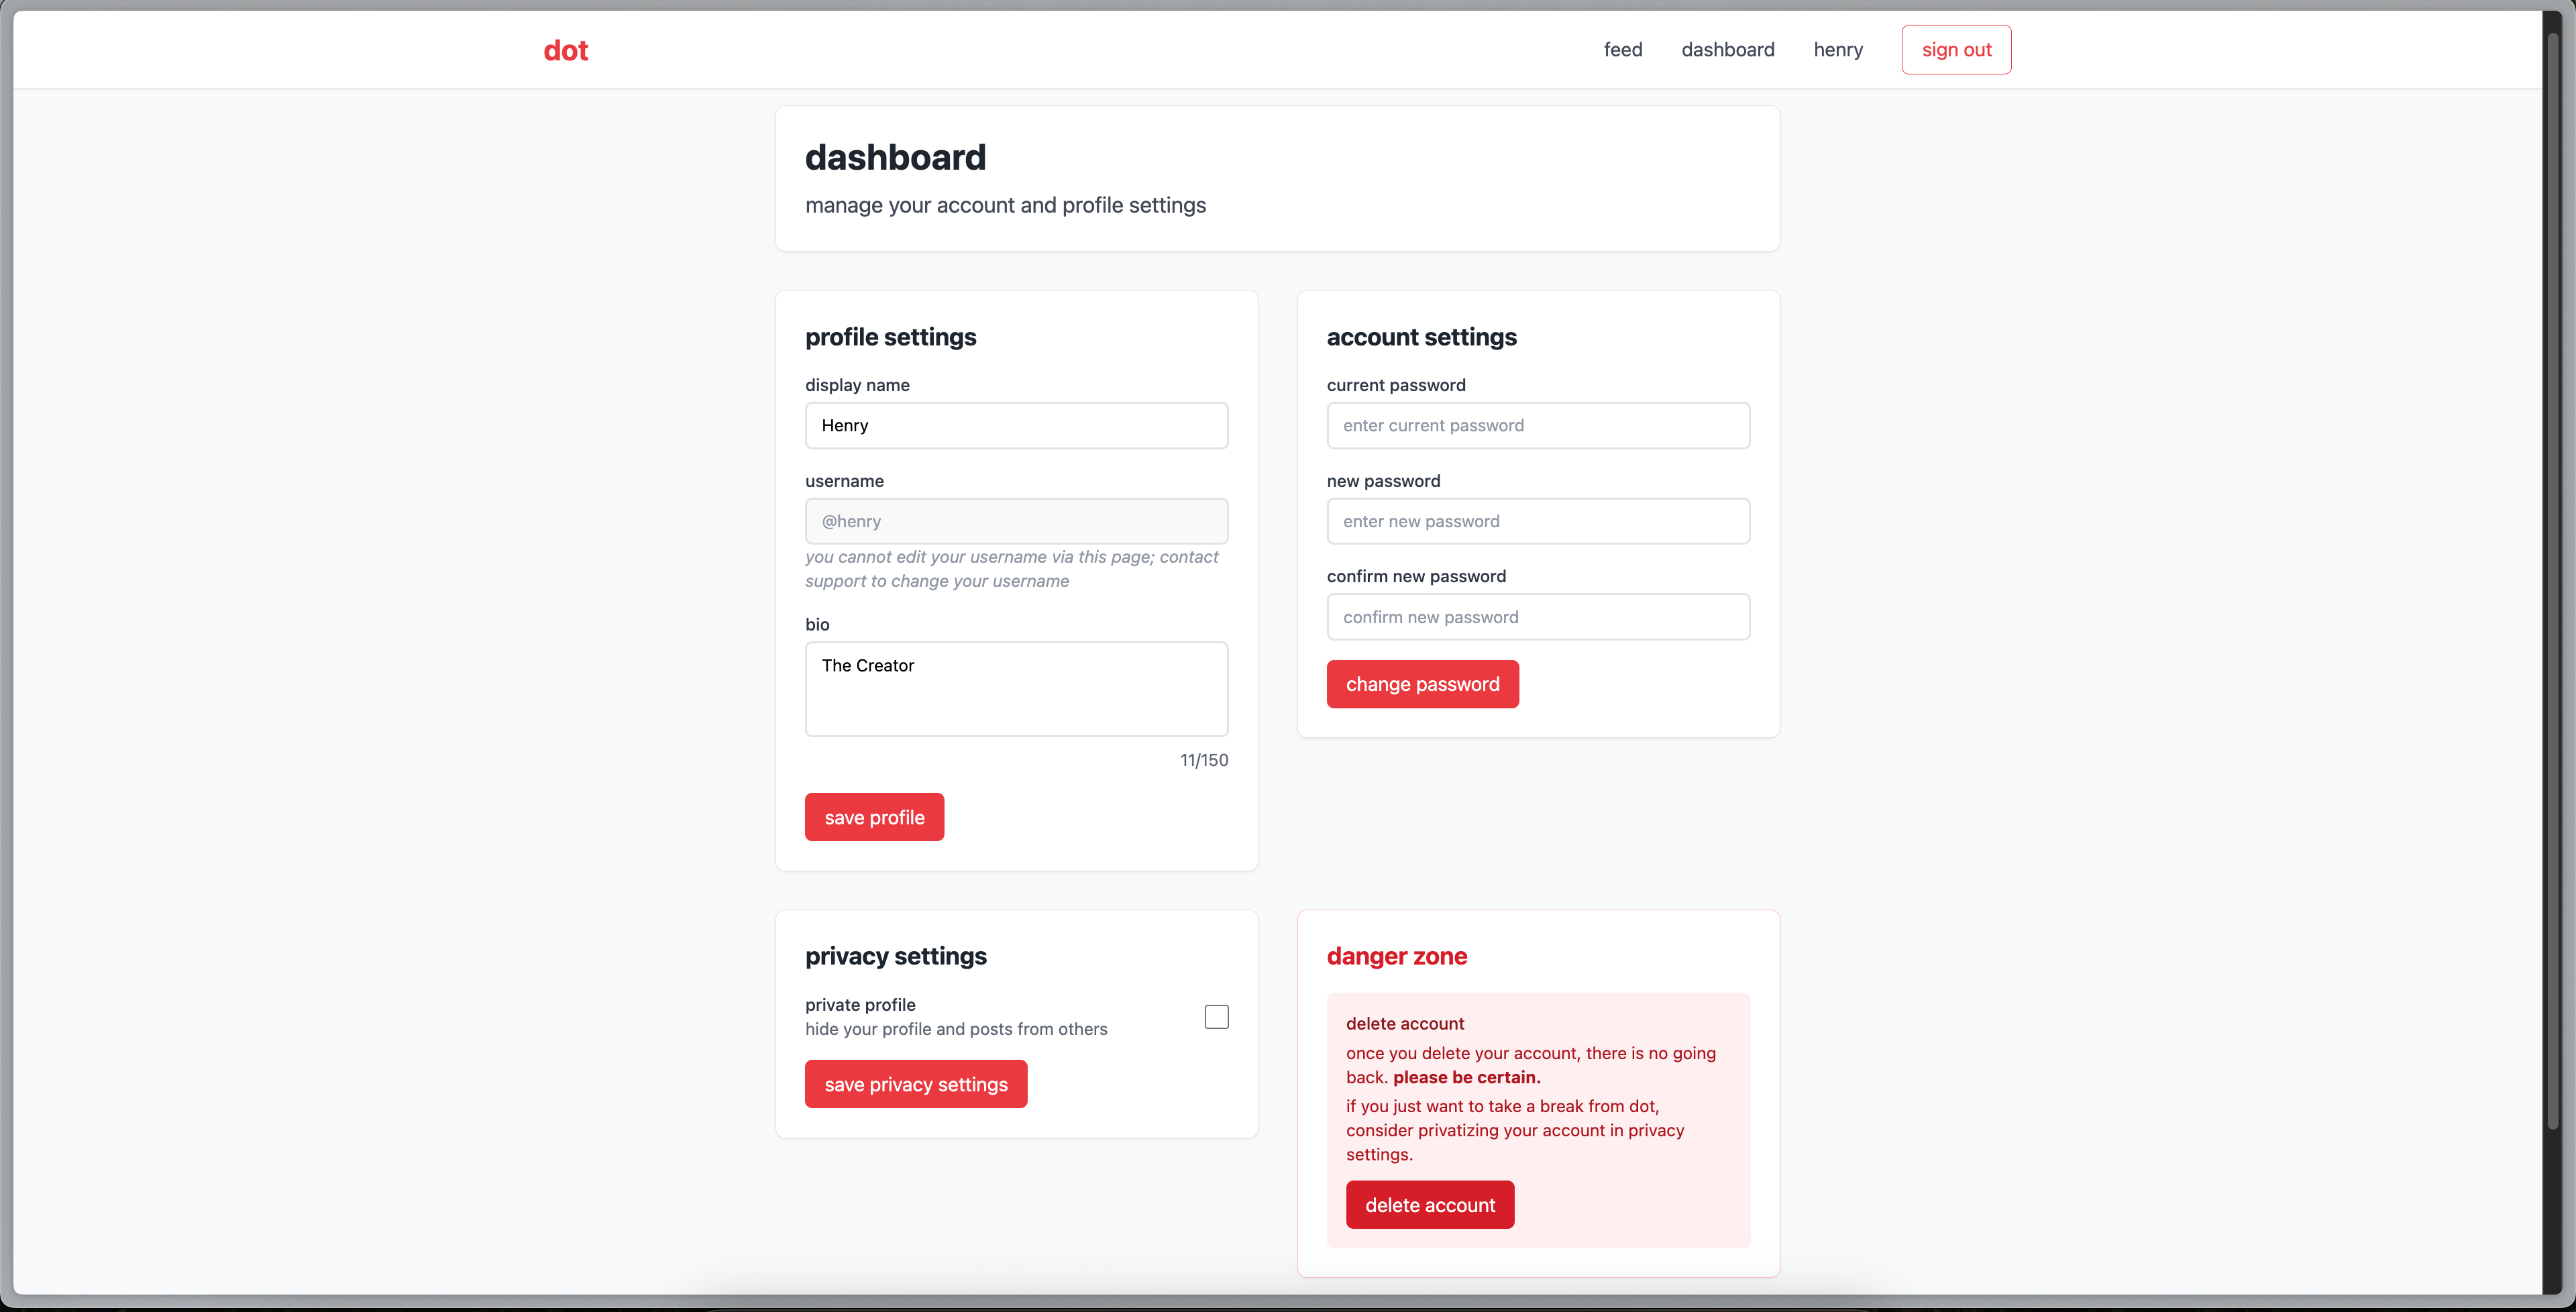 dot
feed
dashboard
henry
sign out
dashboard
manage your account and profile settings
profile settings
display name
Henry
username
@henry
you cannot edit your username via this page; contact
support to change your username
bio
The Creator
11/150
save profile
account settings
current password
enter current password
new password
enter new password
confirm new password
confirm new password
change password
privacy settings
private profile
hide your profile and posts from others
save privacy settings
danger zone
delete account
once you delete your account, there is no going
back. please be certain.
if you just want to take a break from dot,
consider privatizing your account in privacy
settings.
delete account